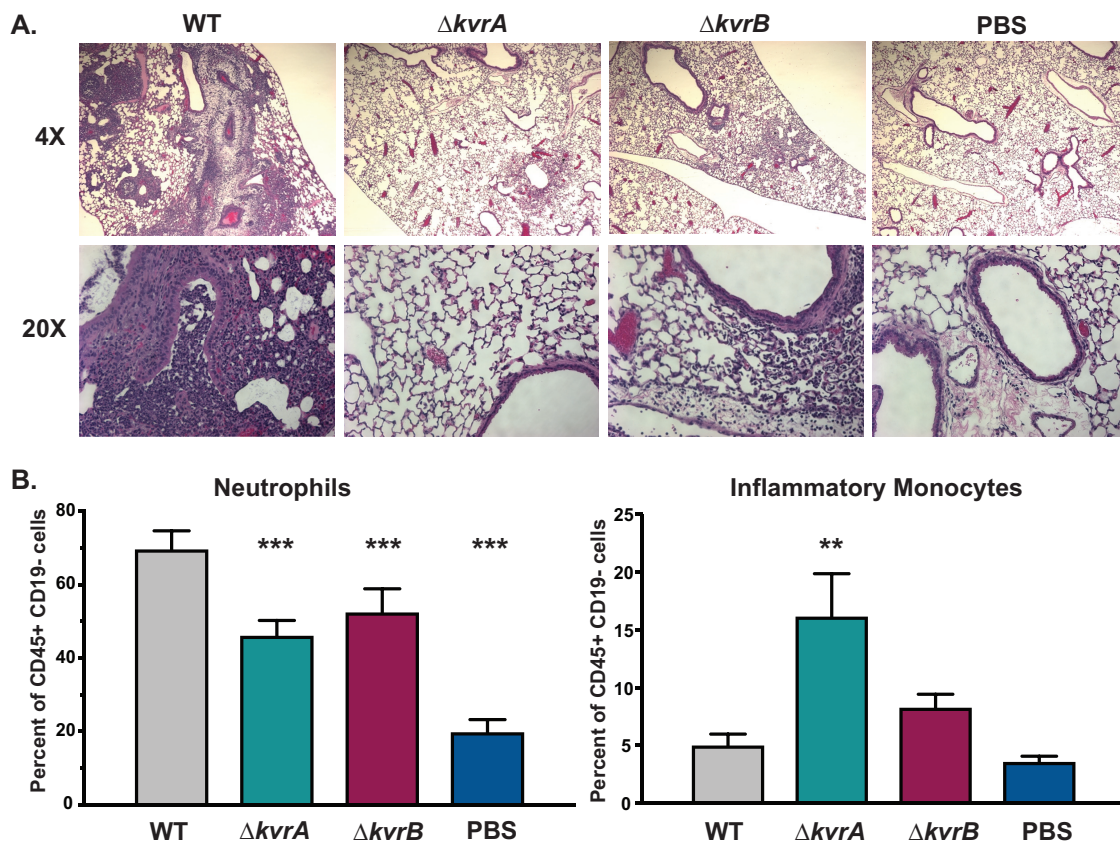 A.
WT ΔkvrA ΔkvrB PBS
4X
20X
B.
Neutrophils
Percent of CD45+ CD19- cells
80
60
40
20
0
*** *** ***
WT ΔkvrA ΔkvrB PBS
Inflammatory Monocytes
Percent of CD45+ CD19- cells
25
20
15
10
5
0
**
WT ΔkvrA ΔkvrB PBS